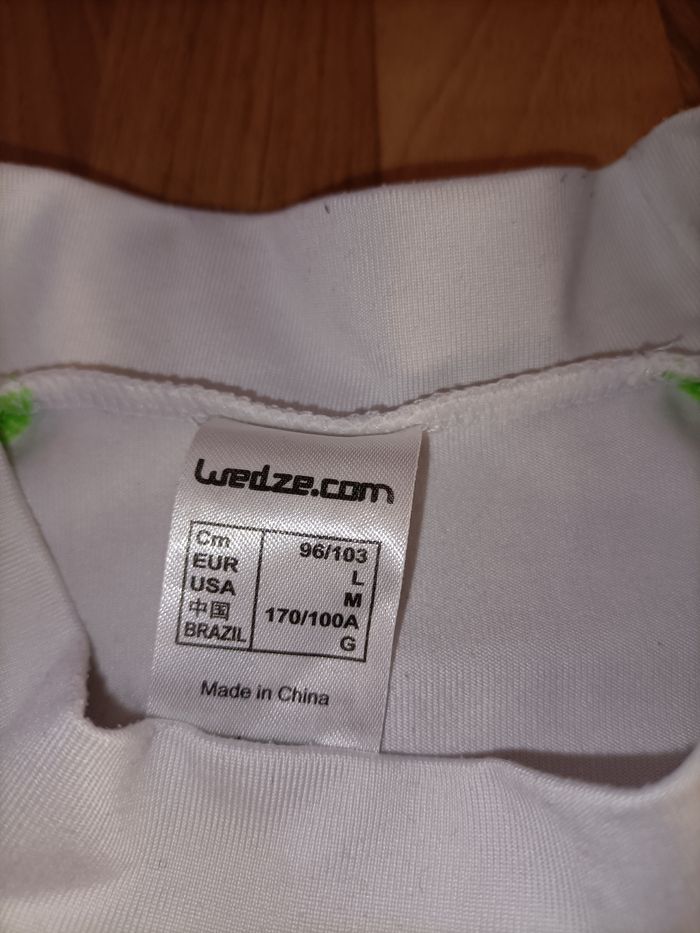 wedze.com
Cm 96/103
EUR L
USA M
中国 170/100A
BRAZIL G
Made in China